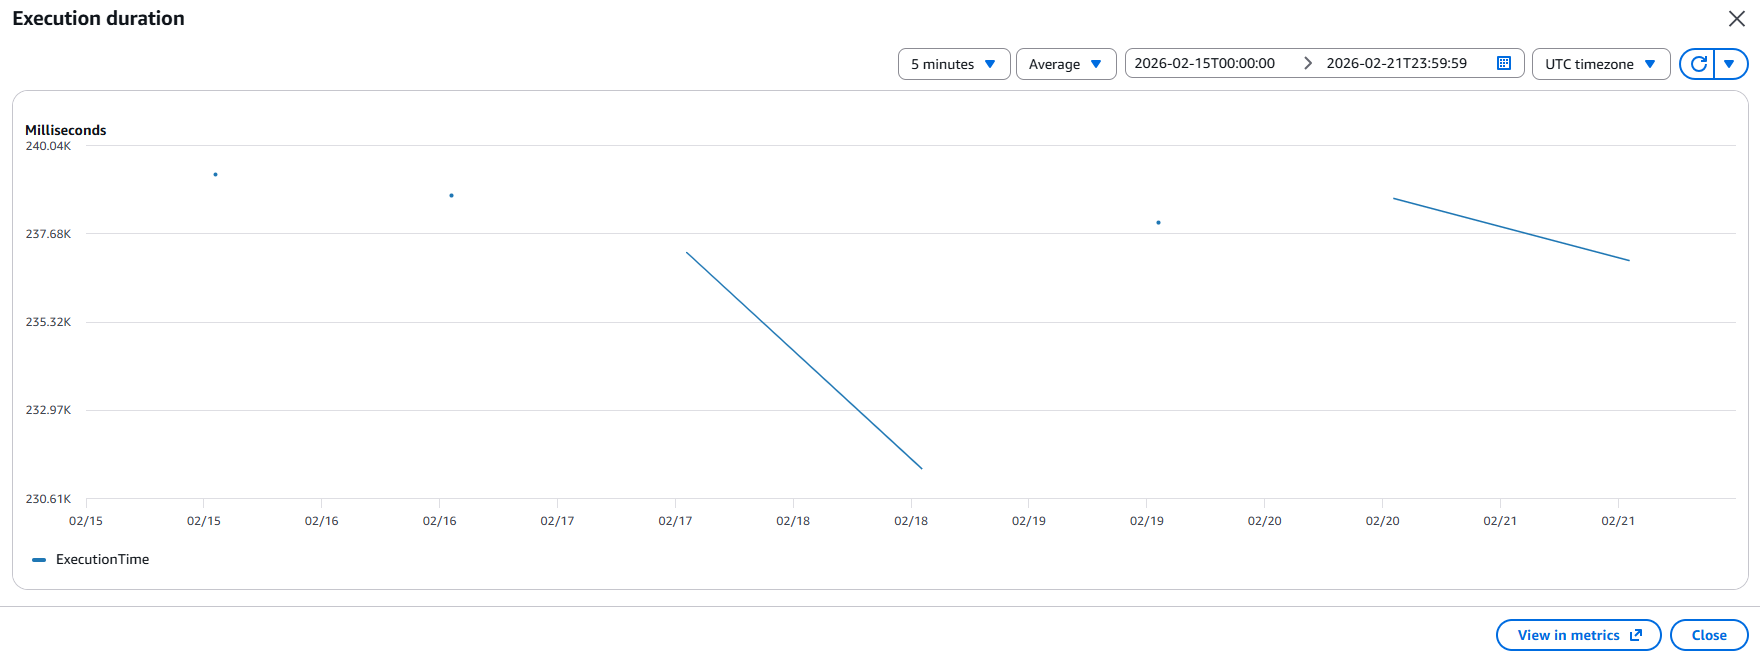 Execution duration
5 minutes Average 2026-02-15T00:00:00 2026-02-21T23:59:59 UTC timezone
Milliseconds
240.04K
237.68K
235.32K
232.97K
230.61K
02/15 02/15 02/16 02/16 02/17 02/17 02/18 02/18 02/19 02/19 02/20 02/20 02/21 02/21
ExecutionTime
View in metrics Close